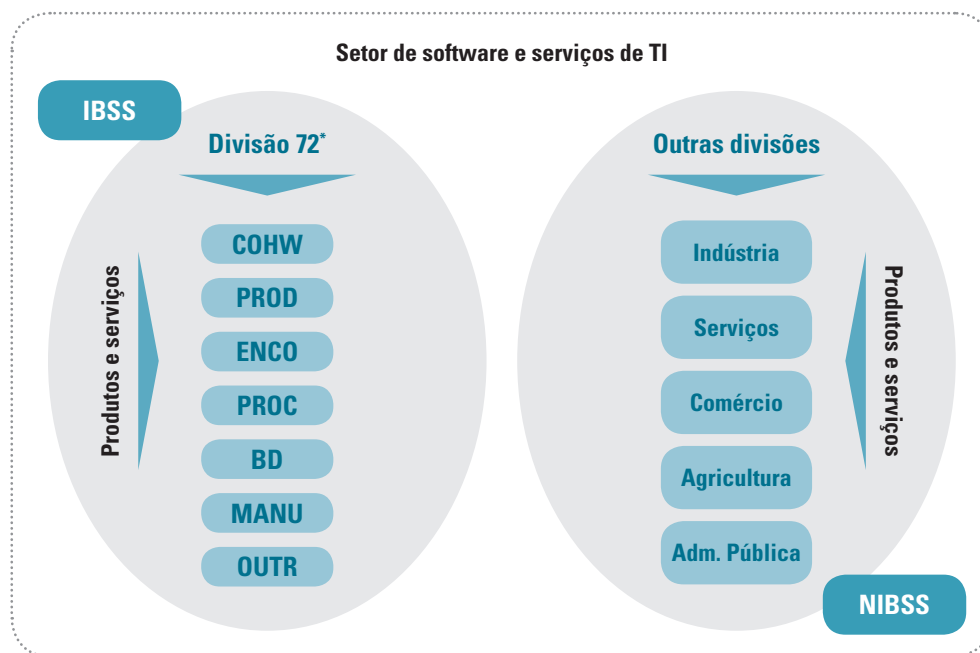 Setor de software e serviços de TI
IBSS
Divisão 72*
Produtos e serviços
COHW
PROD
ENCO
PROC
BD
MANU
OUTR
Outras divisões
Indústria
Serviços
Comércio
Agricultura
Adm. Pública
Produtos e serviços
NIBSS